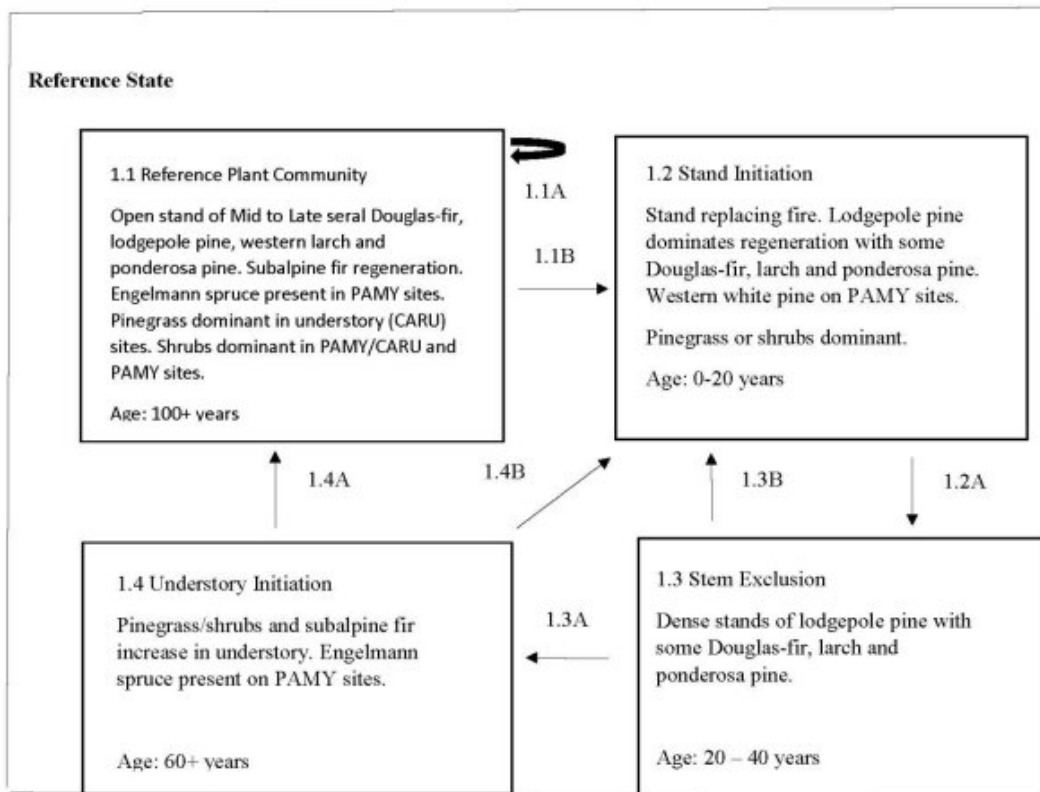 Reference State
1.1 Reference Plant Community
Open stand of Mid to Late seral Douglas-fir,
lodgepole pine, western larch and
ponderosa pine. Subalpine fir regeneration.
Engelmann spruce present in PAMY sites.
Pinegrass dominant in understory (CARU)
sites. Shrubs dominant in PAMY/CARU and
PAMY sites.
Age: 100+ years
1.1A
1.1B
1.2 Stand Initiation
Stand replacing fire. Lodgepole pine
dominates regeneration with some
Douglas-fir, larch and ponderosa pine.
Western white pine on PAMY sites.
Pinegrass or shrubs dominant.
Age: 0-20 years
1.4A
1.4B
1.3B
1.2A
1.4 Understory Initiation
Pinegrass/shrubs and subalpine fir
increase in understory. Engelmann
spruce present on PAMY sites.
Age: 60+ years
1.3A
1.3 Stem Exclusion
Dense stands of lodgepole pine with
some Douglas-fir, larch and
ponderosa pine.
Age: 20 – 40 years